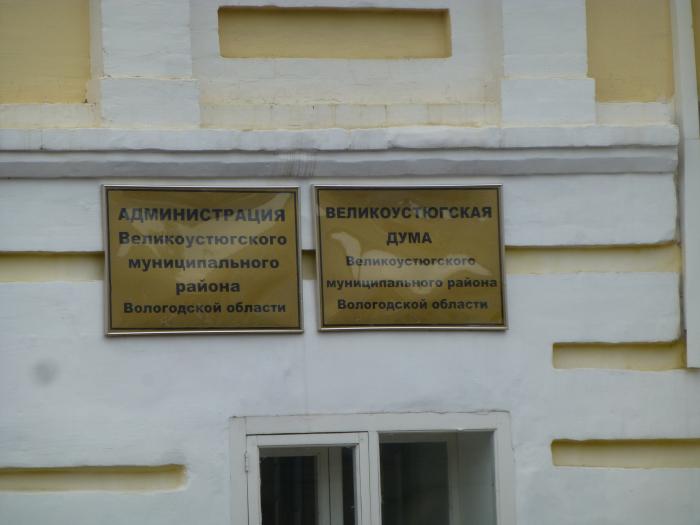 АДМИНИСТРАЦИЯ
Великоустюгского
муниципального
района
Вологодской области
ВЕЛИКОУСТЮГСКАЯ
ДУМА
Великоустюгского
муниципального района
Вологодской области